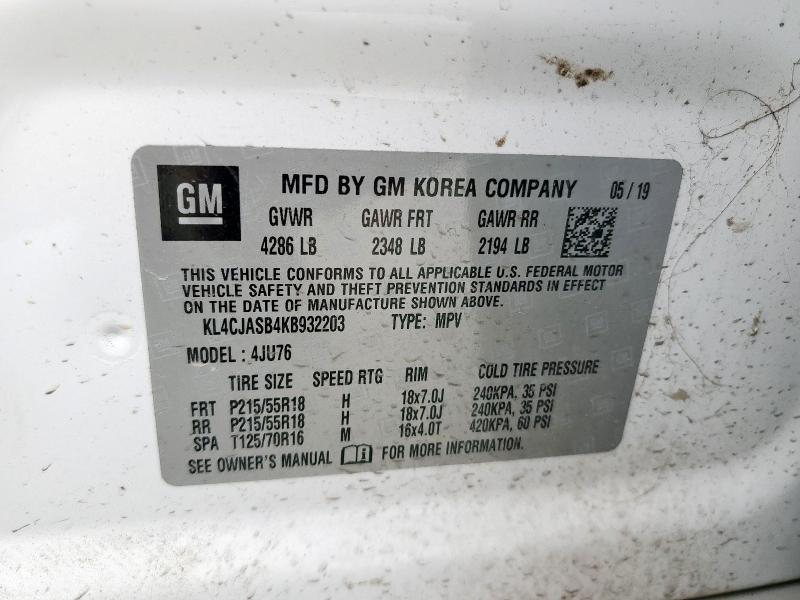 GM MFD BY GM KOREA COMPANY 05 / 19
GVWR GAWR FRT GAWR RR
4286 LB 2348 LB 2194 LB
THIS VEHICLE CONFORMS TO ALL APPLICABLE U.S. FEDERAL MOTOR
VEHICLE SAFETY AND THEFT PREVENTION STANDARDS IN EFFECT
ON THE DATE OF MANUFACTURE SHOWN ABOVE.
KL4CJASB4KB932203 TYPE: MPV
MODEL : 4JU76
TIRE SIZE SPEED RTG RIM COLD TIRE PRESSURE
FRT P215/55R18 H 18x7.0J 240KPA, 35 PSI
RR P215/55R18 H 18x7.0J 240KPA, 35 PSI
SPA T125/70R16 M 16x4.0T 420KPA, 60 PSI
SEE OWNER'S MANUAL FOR MORE INFORMATION.